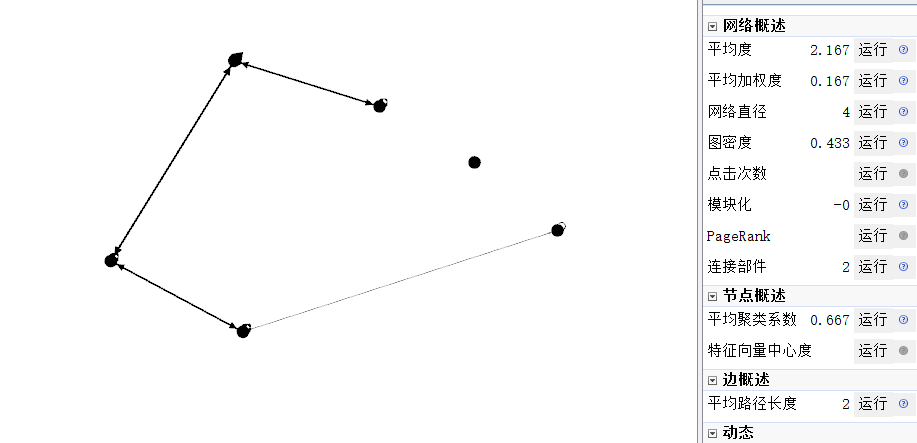 网络概述
平均度 2.167 运行
平均加权度 0.167 运行
网络直径 4 运行
图密度 0.433 运行
点击次数 运行
模块化 -0 运行
PageRank 运行
连接部件 2 运行
节点概述
平均聚类系数 0.667 运行
特征向量中心度 运行
边概述
平均路径长度 2 运行
动态